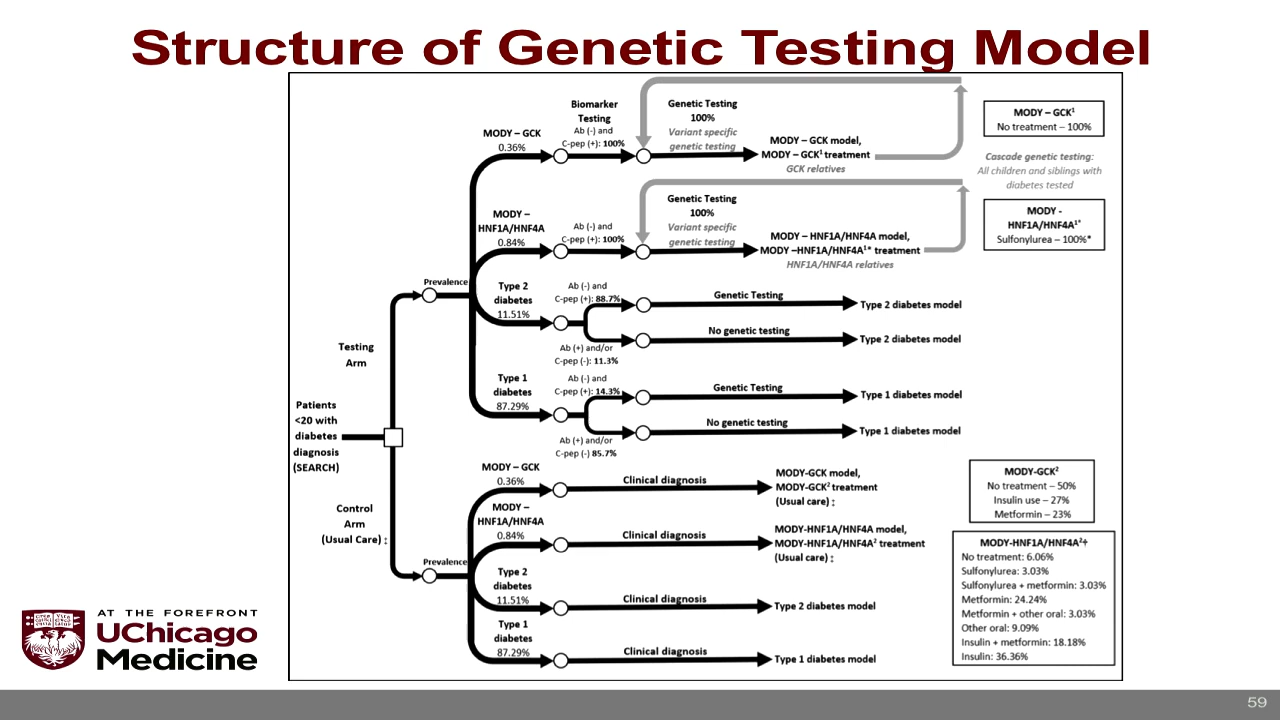 Structure of Genetic Testing Model
Biomarker
Testing
Ab (-) and
C-pep (+): 100%
MODY – GCK
0.36%
Genetic Testing
100%
Variant specific
genetic testing
MODY – GCK model,
MODY – GCK¹ treatment
GCK relatives
MODY – GCK¹
No treatment – 100%
Cascade genetic testing:
All children and siblings with
diabetes tested
MODY –
HNF1A/HNF4A
0.84%
Ab (-) and
C-pep (+): 100%
Genetic Testing
100%
Variant specific
genetic testing
MODY – HNF1A/HNF4A model,
MODY –HNF1A/HNF4A¹* treatment
HNF1A/HNF4A relatives
MODY -
HNF1A/HNF4A¹*
Sulfonylurea – 100%*
Prevalence
Type 2
diabetes
11.51%
Ab (-) and
C-pep (+): 88.7%
Genetic Testing
Type 2 diabetes model
No genetic testing
Type 2 diabetes model
Ab (+) and/or
C-pep (-): 11.3%
Testing
Arm
Type 1
diabetes
87.29%
Ab (-) and
C-pep (+): 14.3%
Genetic Testing
Type 1 diabetes model
No genetic testing
Type 1 diabetes model
Ab (+) and/or
C-pep (-) 85.7%
Patients
<20 with
diabetes
diagnosis
(SEARCH)
Control
Arm
(Usual Care) ‡
Prevalence
MODY – GCK
0.36%
Clinical diagnosis
MODY-GCK model,
MODY-GCK² treatment
(Usual care) ‡
MODY-GCK²
No treatment – 50%
Insulin use – 27%
Metformin – 23%
MODY –
HNF1A/HNF4A
0.84%
Clinical diagnosis
MODY-HNF1A/HNF4A model,
MODY-HNF1A/HNF4A² treatment
(Usual care) ‡
MODY-HNF1A/HNF4A²†
No treatment: 6.06%
Sulfonylurea: 3.03%
Sulfonylurea + metformin: 3.03%
Metformin: 24.24%
Metformin + other oral: 3.03%
Other oral: 9.09%
Insulin + metformin: 18.18%
Insulin: 36.36%
Type 2
diabetes
11.51%
Clinical diagnosis
Type 2 diabetes model
Type 1
diabetes
87.29%
Clinical diagnosis
Type 1 diabetes model
AT THE FOREFRONT
UChicago
Medicine
59